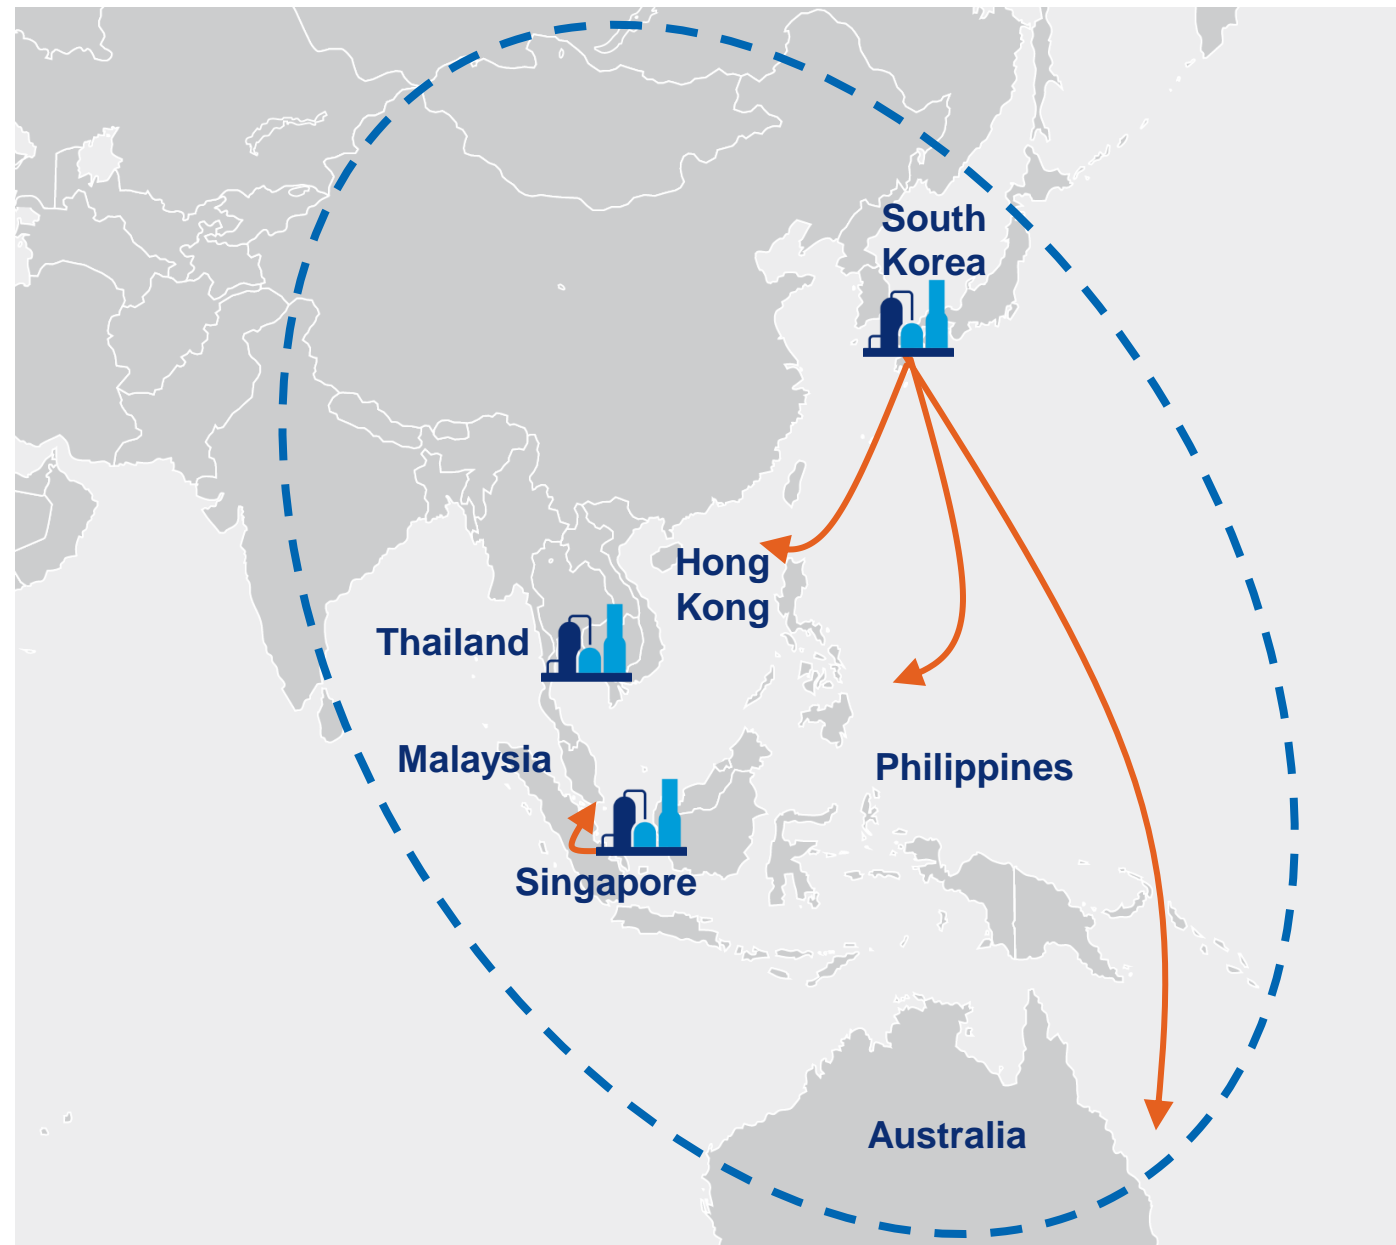 South
Korea
Hong
Kong
Thailand
Malaysia
Philippines
Singapore
Australia